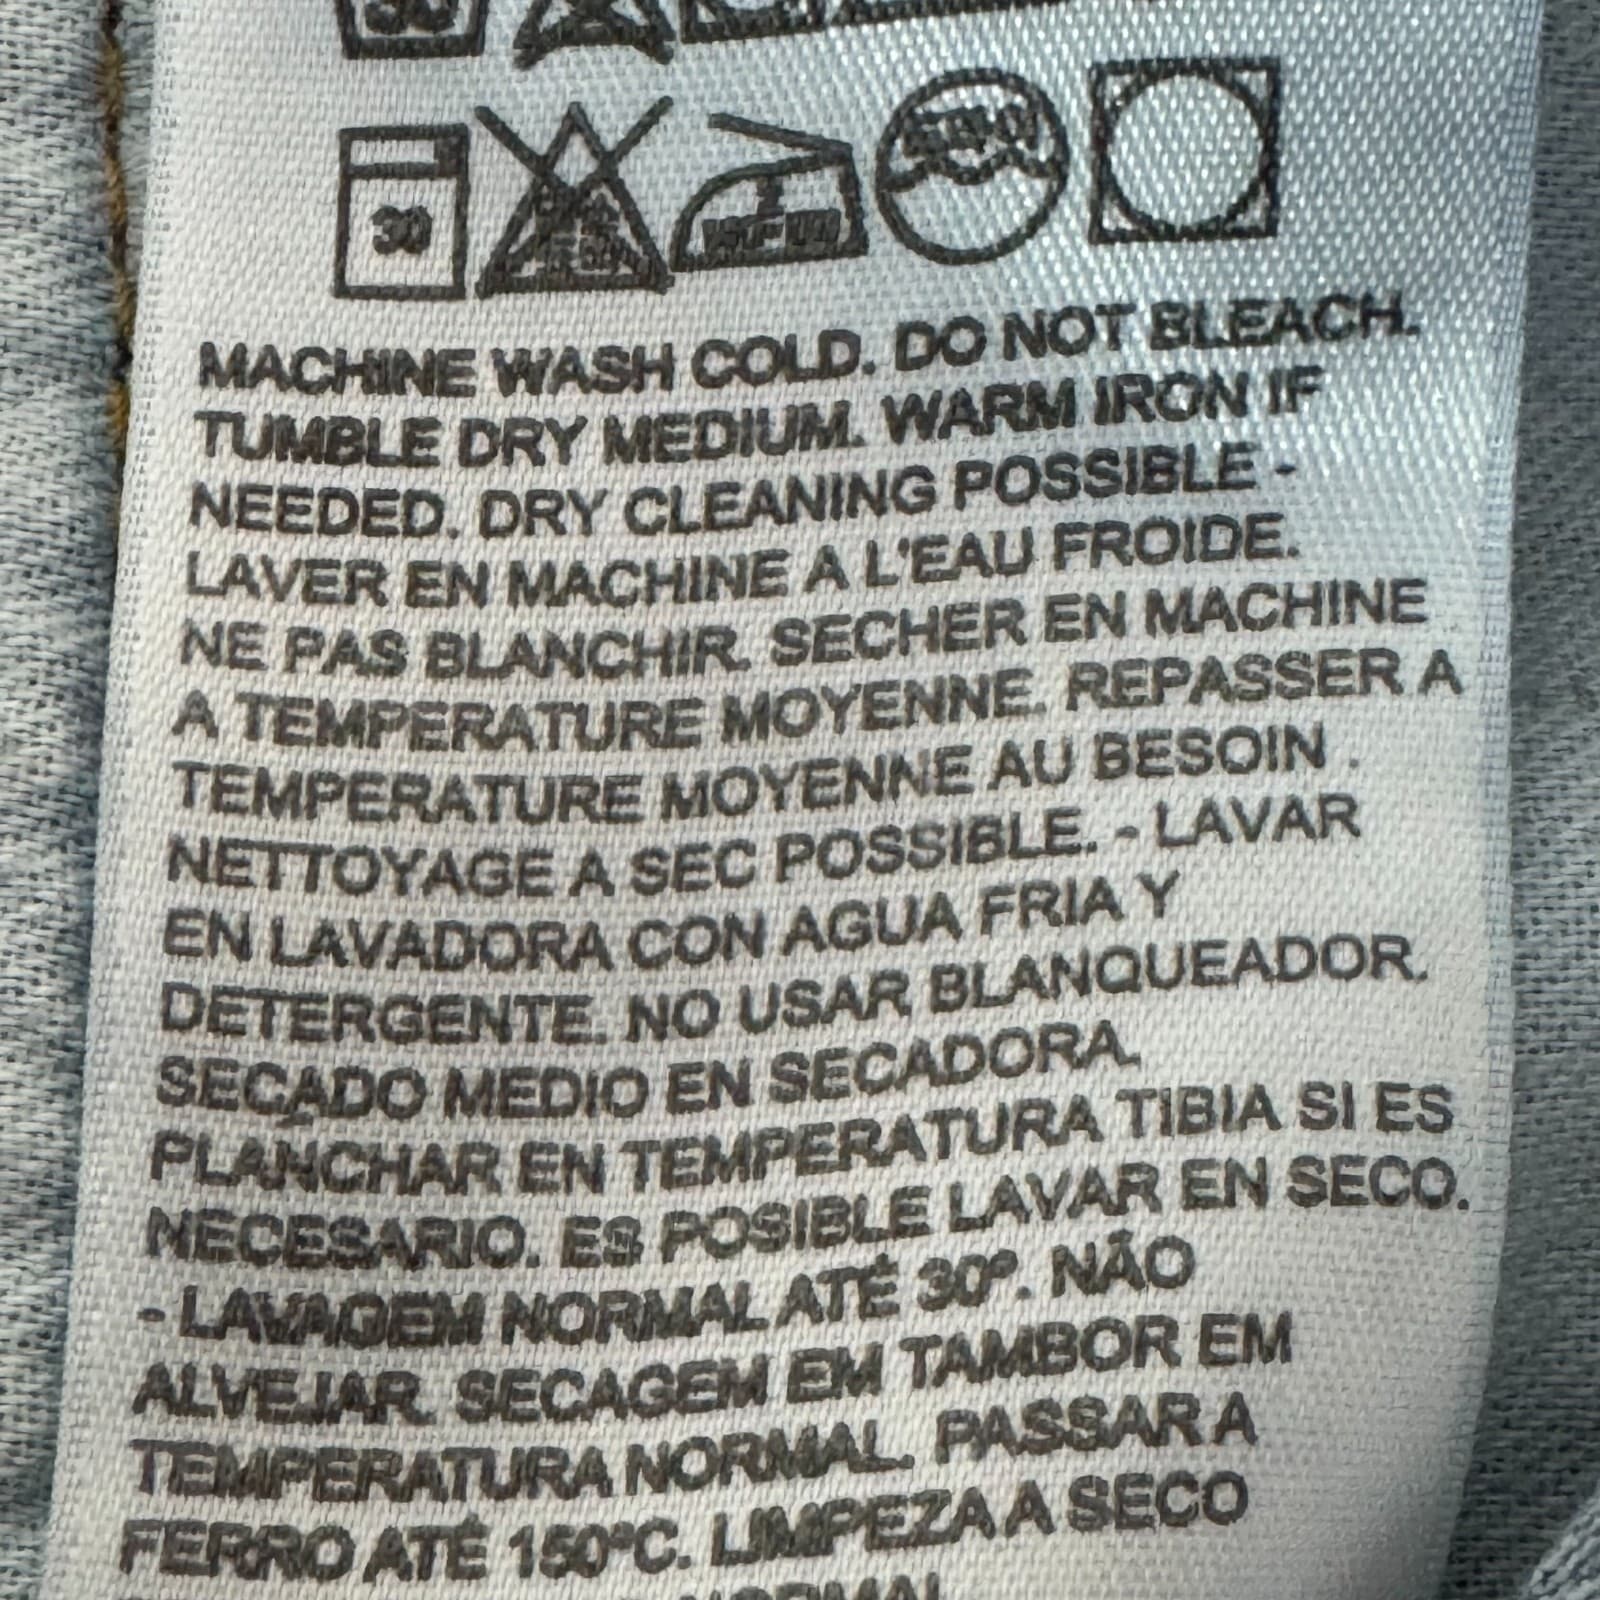 30
30
MACHINE WASH COLD. DO NOT BLEACH.
TUMBLE DRY MEDIUM. WARM IRON IF
NEEDED. DRY CLEANING POSSIBLE -
LAVER EN MACHINE A L'EAU FROIDE.
NE PAS BLANCHIR. SECHER EN MACHINE
A TEMPERATURE MOYENNE. REPASSER A
TEMPERATURE MOYENNE AU BESOIN .
NETTOYAGE A SEC POSSIBLE. - LAVAR
EN LAVADORA CON AGUA FRIA Y
DETERGENTE. NO USAR BLANQUEADOR.
SECADO MEDIO EN SECADORA.
PLANCHAR EN TEMPERATURA TIBIA SI ES
NECESARIO. ES POSIBLE LAVAR EN SECO.
- LAVAGEM NORMAL ATÉ 30º. NÃO
ALVEJAR. SECAGEM EM TAMBOR EM
TEMPERATURA NORMAL. PASSAR A
FERRO ATÉ 150ºC. LIMPEZA A SECO
NORMAL